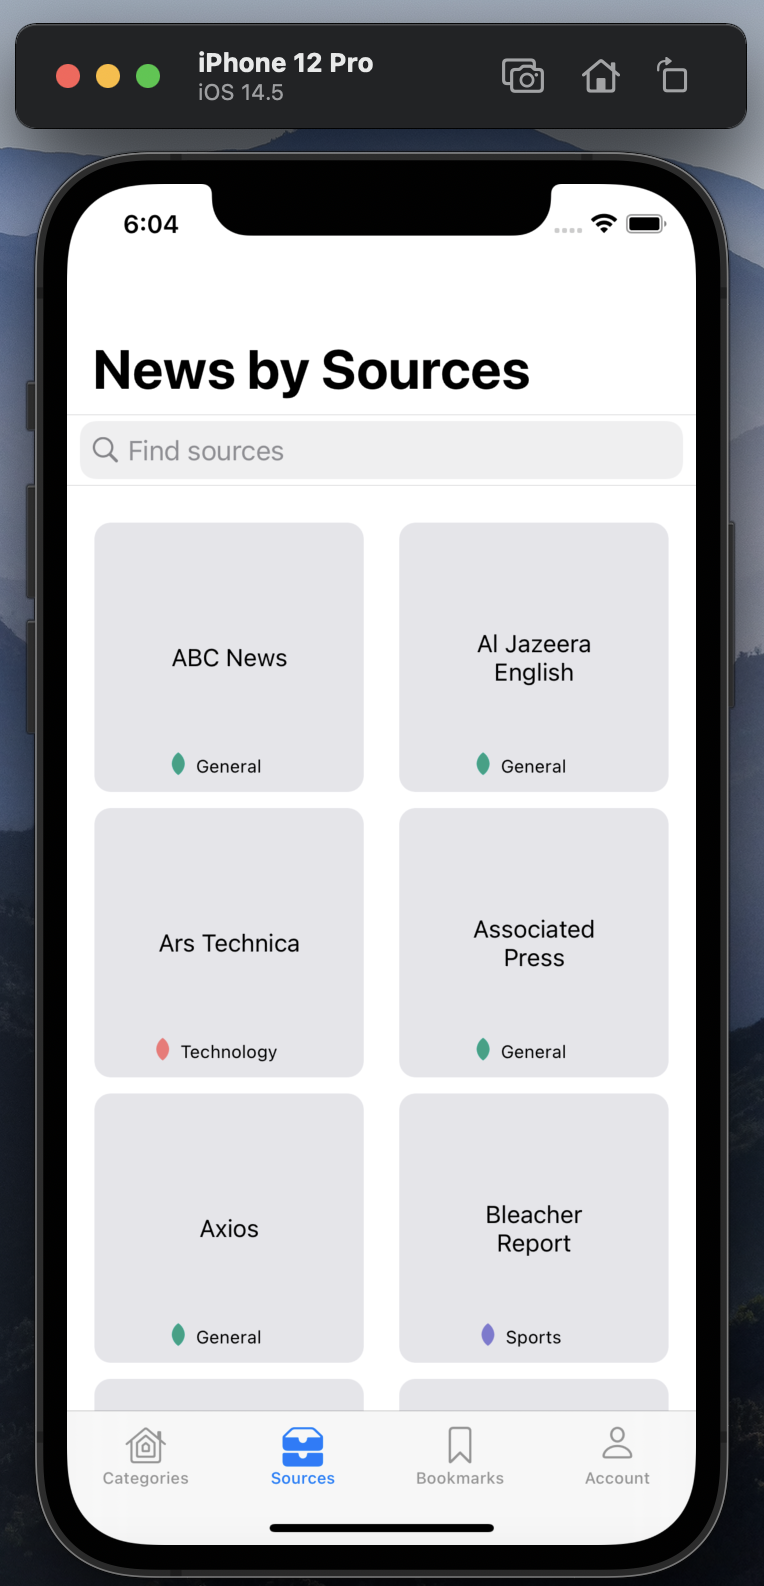 iPhone 12 Pro
iOS 14.5
6:04
News by Sources
Find sources
ABC News
General
Al Jazeera
English
General
Ars Technica
Technology
Associated
Press
General
Axios
General
Bleacher
Report
Sports
Categories
Sources
Bookmarks
Account